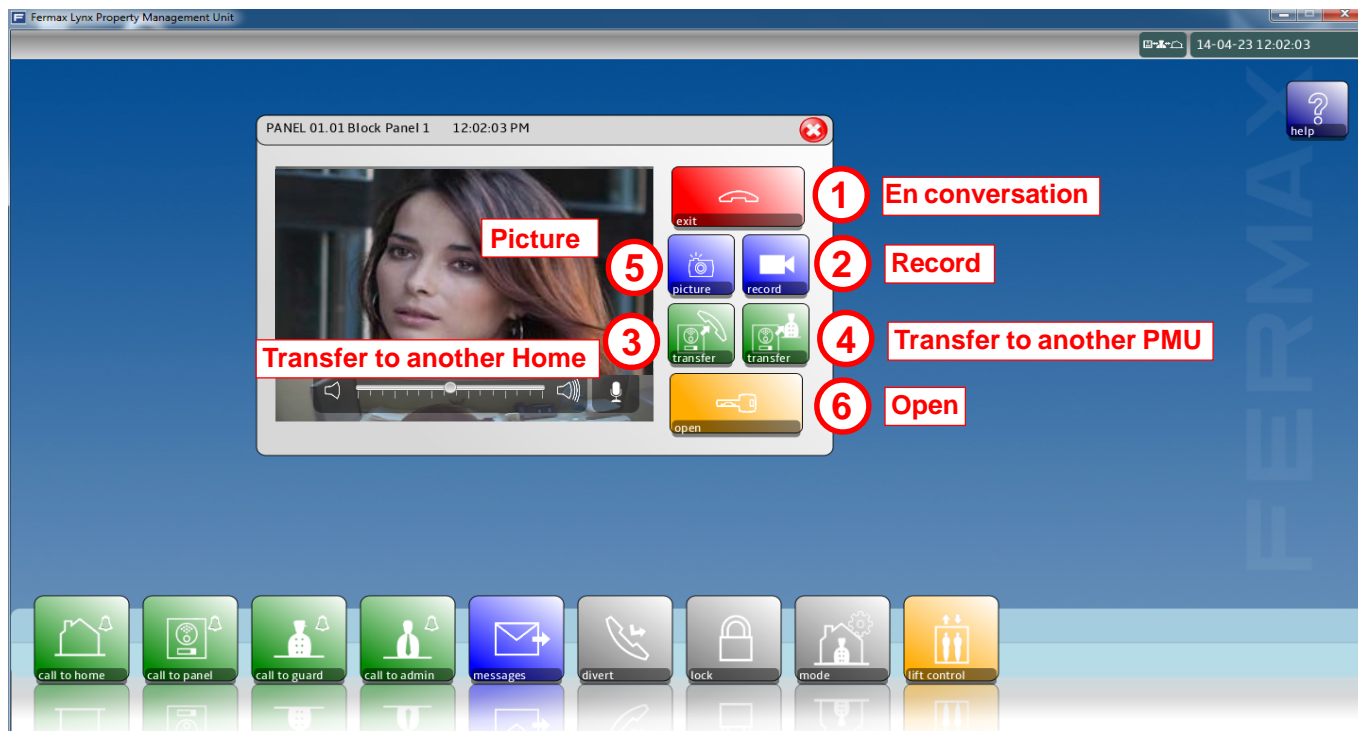 Fermax Lynx Property Management Unit
14-04-23 12:02:03
help
PANEL 01.01 Block Panel 1 12:02:03 PM
exit
1 En conversation
Picture
5
picture
record
2 Record
Transfer to another Home
3
transfer
transfer
4 Transfer to another PMU
open
6 Open
FERMAX
call to home
call to panel
call to guard
call to admin
messages
divert
lock
mode
lift control